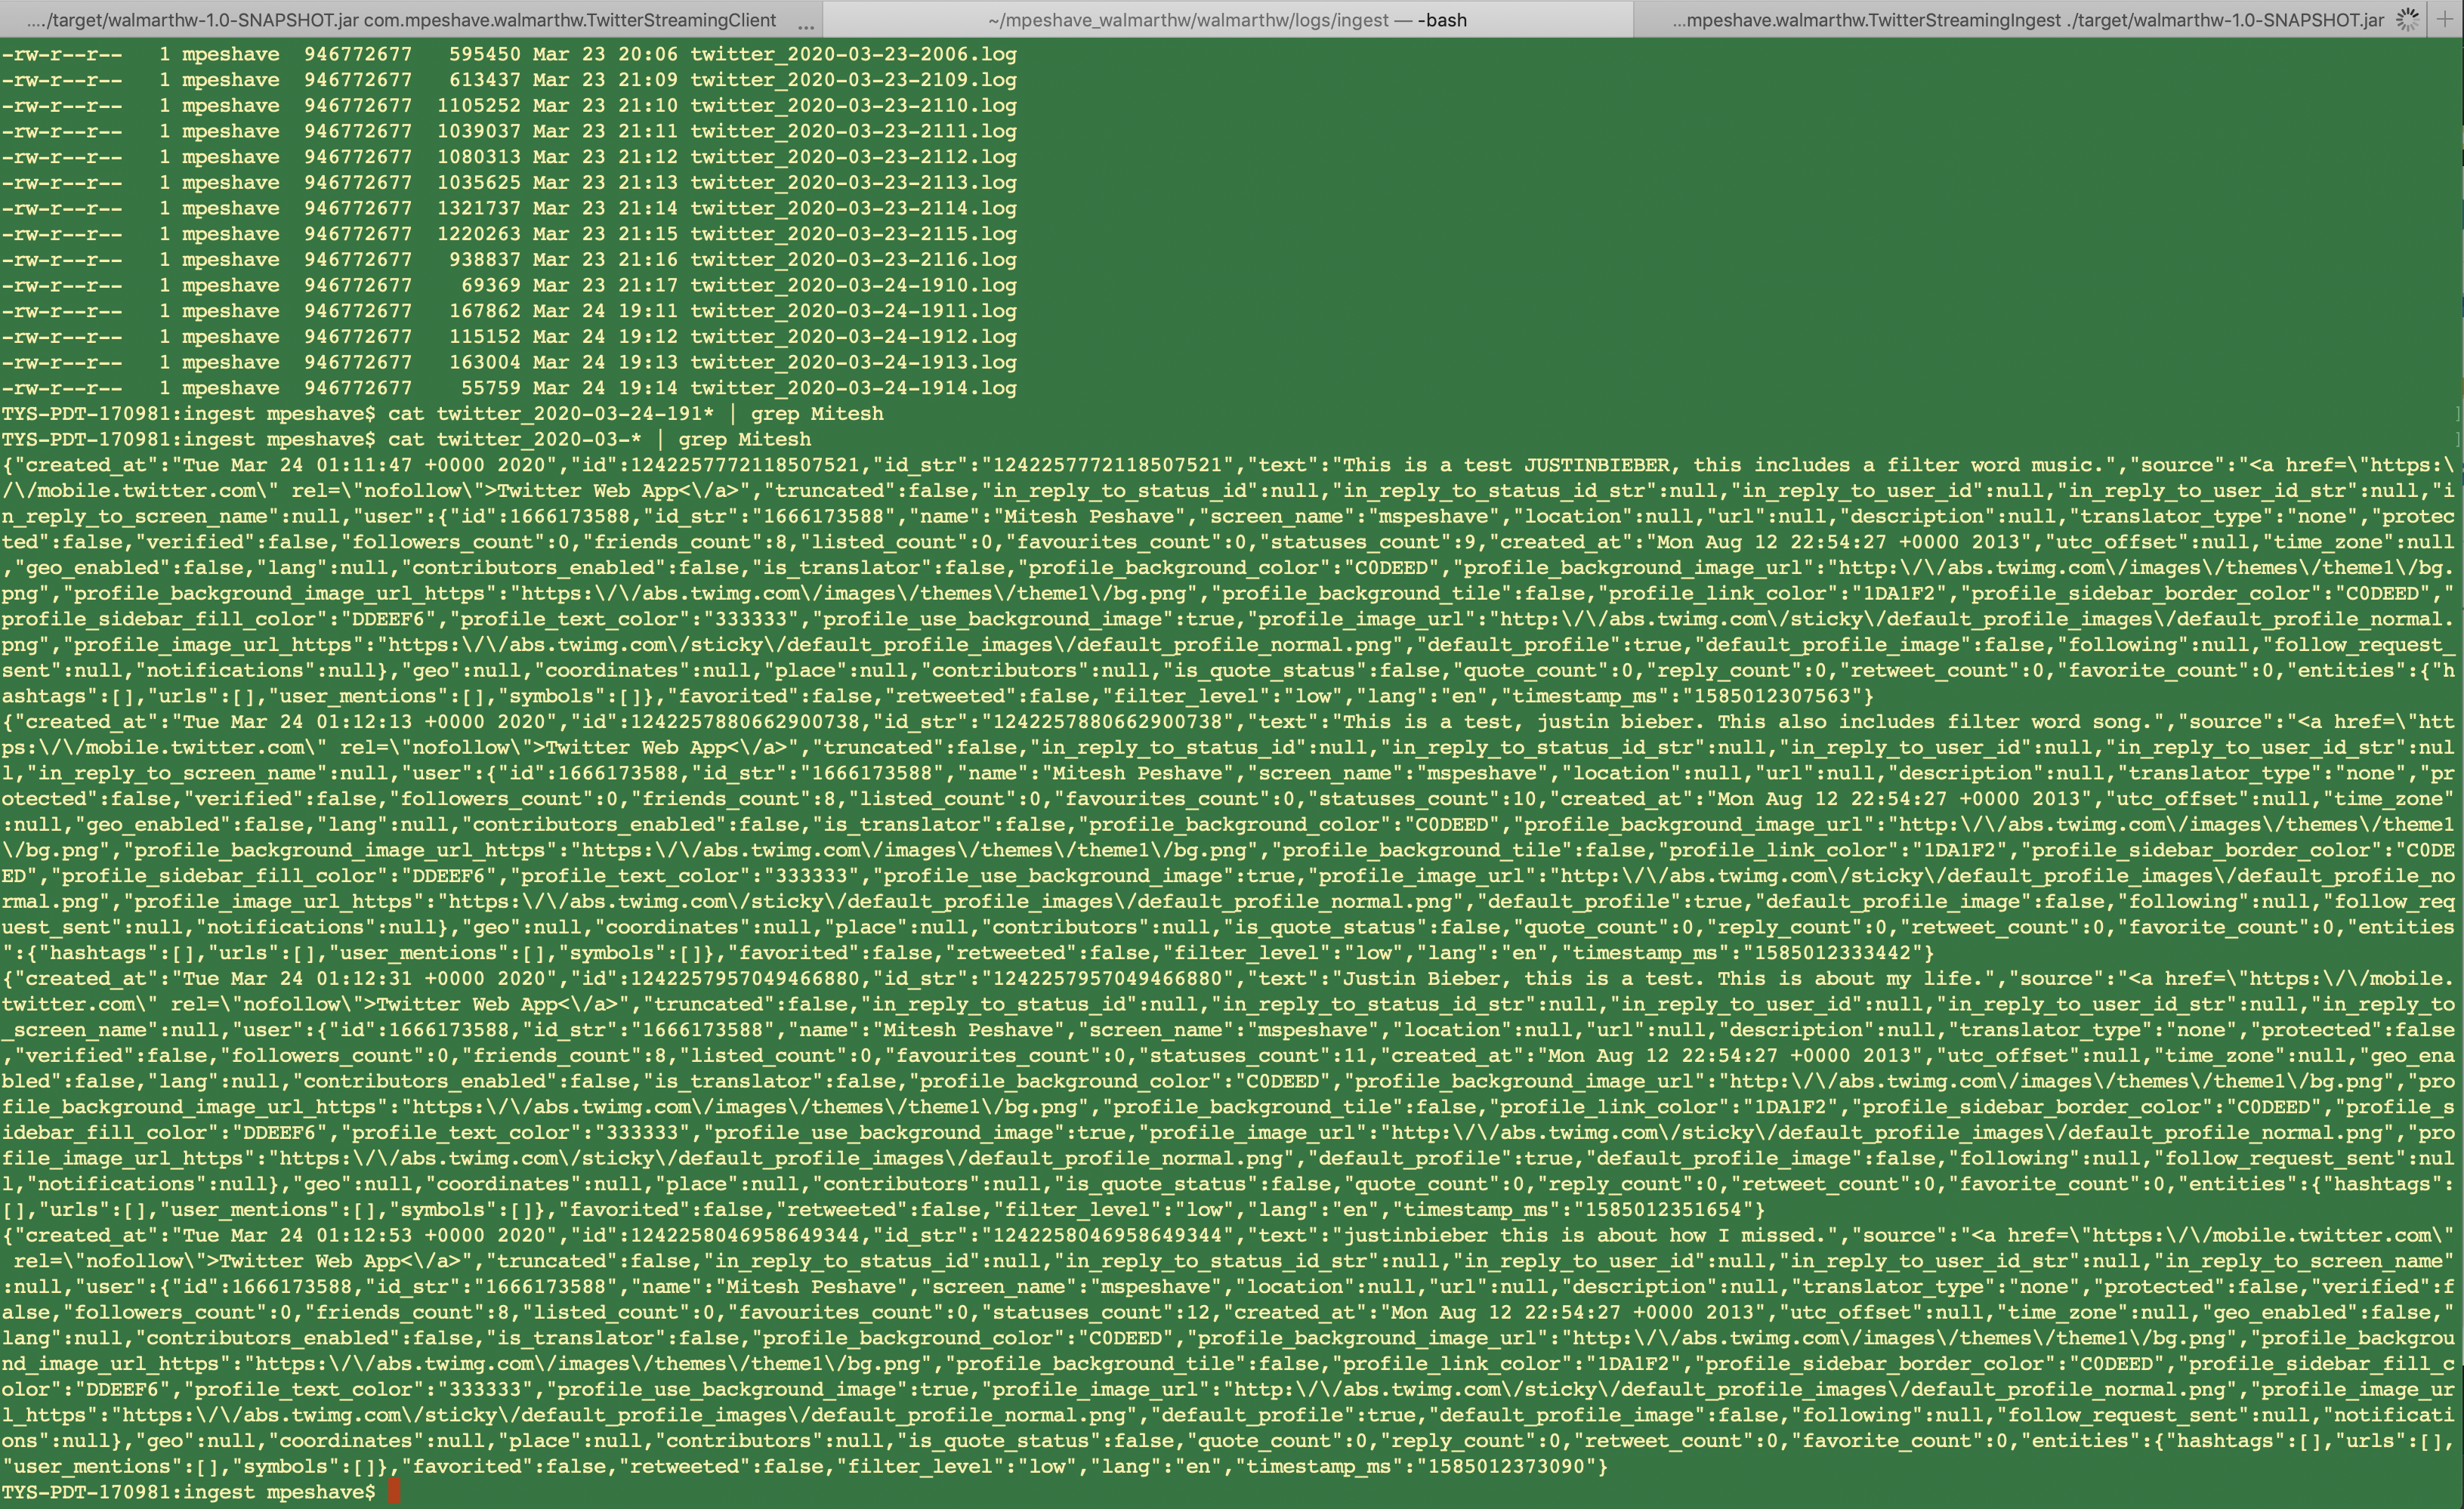 ..../target/walmarthw-1.0-SNAPSHOT.jar com.mpeshave.walmarthw.TwitterStreamingClient ...
~/mpeshave_walmarthw/walmarthw/logs/ingest — -bash
...mpeshave.walmarthw.TwitterStreamingIngest ./target/walmarthw-1.0-SNAPSHOT.jar +
-rw-r--r-- 1 mpeshave 946772677 595450 Mar 23 20:06 twitter_2020-03-23-2006.log
-rw-r--r-- 1 mpeshave 946772677 613437 Mar 23 21:09 twitter_2020-03-23-2109.log
-rw-r--r-- 1 mpeshave 946772677 1105252 Mar 23 21:10 twitter_2020-03-23-2110.log
-rw-r--r-- 1 mpeshave 946772677 1039037 Mar 23 21:11 twitter_2020-03-23-2111.log
-rw-r--r-- 1 mpeshave 946772677 1080313 Mar 23 21:12 twitter_2020-03-23-2112.log
-rw-r--r-- 1 mpeshave 946772677 1035625 Mar 23 21:13 twitter_2020-03-23-2113.log
-rw-r--r-- 1 mpeshave 946772677 1321737 Mar 23 21:14 twitter_2020-03-23-2114.log
-rw-r--r-- 1 mpeshave 946772677 1220263 Mar 23 21:15 twitter_2020-03-23-2115.log
-rw-r--r-- 1 mpeshave 946772677 938837 Mar 23 21:16 twitter_2020-03-23-2116.log
-rw-r--r-- 1 mpeshave 946772677 69369 Mar 23 21:17 twitter_2020-03-24-1910.log
-rw-r--r-- 1 mpeshave 946772677 167862 Mar 24 19:11 twitter_2020-03-24-1911.log
-rw-r--r-- 1 mpeshave 946772677 115152 Mar 24 19:12 twitter_2020-03-24-1912.log
-rw-r--r-- 1 mpeshave 946772677 163004 Mar 24 19:13 twitter_2020-03-24-1913.log
-rw-r--r-- 1 mpeshave 946772677 55759 Mar 24 19:14 twitter_2020-03-24-1914.log
TYS-PDT-170981:ingest mpeshave$ cat twitter_2020-03-24-191* | grep Mitesh
TYS-PDT-170981:ingest mpeshave$ cat twitter_2020-03-* | grep Mitesh
{"created_at":"Tue Mar 24 01:11:47 +0000 2020","id":1242257772118507521,"id_str":"1242257772118507521","text":"This is a test JUSTINBIEBER, this includes a filter word music.","source":"<a href=\"https:\
/\/mobile.twitter.com\" rel=\"nofollow\">Twitter Web App<\/a>","truncated":false,"in_reply_to_status_id":null,"in_reply_to_status_id_str":null,"in_reply_to_user_id":null,"in_reply_to_user_id_str":null,"i
n_reply_to_screen_name":null,"user":{"id":1666173588,"id_str":"1666173588","name":"Mitesh Peshave","screen_name":"mspeshave","location":null,"url":null,"description":null,"translator_type":"none","protec
ted":false,"verified":false,"followers_count":0,"friends_count":8,"listed_count":0,"favourites_count":0,"statuses_count":9,"created_at":"Mon Aug 12 22:54:27 +0000 2013","utc_offset":null,"time_zone":null
,"geo_enabled":false,"lang":null,"contributors_enabled":false,"is_translator":false,"profile_background_color":"C0DEED","profile_background_image_url":"http:\/\/abs.twimg.com\/images\/themes\/theme1\/bg.
png","profile_background_image_url_https":"https:\/\/abs.twimg.com\/images\/themes\/theme1\/bg.png","profile_background_tile":false,"profile_link_color":"1DA1F2","profile_sidebar_border_color":"C0DEED","
profile_sidebar_fill_color":"DDEEF6","profile_text_color":"333333","profile_use_background_image":true,"profile_image_url":"http:\/\/abs.twimg.com\/sticky\/default_profile_images\/default_profile_normal.
png","profile_image_url_https":"https:\/\/abs.twimg.com\/sticky\/default_profile_images\/default_profile_normal.png","default_profile":true,"default_profile_image":false,"following":null,"follow_request_
sent":null,"notifications":null},"geo":null,"coordinates":null,"place":null,"contributors":null,"is_quote_status":false,"quote_count":0,"reply_count":0,"retweet_count":0,"favorite_count":0,"entities":{"h
ashtags":[],"urls":[],"user_mentions":[],"symbols":[]},"favorited":false,"retweeted":false,"filter_level":"low","lang":"en","timestamp_ms":"1585012307563"}
{"created_at":"Tue Mar 24 01:12:13 +0000 2020","id":1242257880662900738,"id_str":"1242257880662900738","text":"This is a test, justin bieber. This also includes filter word song.","source":"<a href=\"htt
ps:\/\/mobile.twitter.com\" rel=\"nofollow\">Twitter Web App<\/a>","truncated":false,"in_reply_to_status_id":null,"in_reply_to_status_id_str":null,"in_reply_to_user_id":null,"in_reply_to_user_id_str":nul
l,"in_reply_to_screen_name":null,"user":{"id":1666173588,"id_str":"1666173588","name":"Mitesh Peshave","screen_name":"mspeshave","location":null,"url":null,"description":null,"translator_type":"none","pr
otected":false,"verified":false,"followers_count":0,"friends_count":8,"listed_count":0,"favourites_count":0,"statuses_count":10,"created_at":"Mon Aug 12 22:54:27 +0000 2013","utc_offset":null,"time_zone"
:null,"geo_enabled":false,"lang":null,"contributors_enabled":false,"is_translator":false,"profile_background_color":"C0DEED","profile_background_image_url":"http:\/\/abs.twimg.com\/images\/themes\/theme1
\/bg.png","profile_background_image_url_https":"https:\/\/abs.twimg.com\/images\/themes\/theme1\/bg.png","profile_background_tile":false,"profile_link_color":"1DA1F2","profile_sidebar_border_color":"C0DE
ED","profile_sidebar_fill_color":"DDEEF6","profile_text_color":"333333","profile_use_background_image":true,"profile_image_url":"http:\/\/abs.twimg.com\/sticky\/default_profile_images\/default_profile_no
rmal.png","profile_image_url_https":"https:\/\/abs.twimg.com\/sticky\/default_profile_images\/default_profile_normal.png","default_profile":true,"default_profile_image":false,"following":null,"follow_req
uest_sent":null,"notifications":null},"geo":null,"coordinates":null,"place":null,"contributors":null,"is_quote_status":false,"quote_count":0,"reply_count":0,"retweet_count":0,"favorite_count":0,"entities
":{"hashtags":[],"urls":[],"user_mentions":[],"symbols":[]},"favorited":false,"retweeted":false,"filter_level":"low","lang":"en","timestamp_ms":"1585012333442"}
{"created_at":"Tue Mar 24 01:12:31 +0000 2020","id":1242257957049466880,"id_str":"1242257957049466880","text":"Justin Bieber, this is a test. This is about my life.","source":"<a href=\"https:\/\/mobile.
twitter.com\" rel=\"nofollow\">Twitter Web App<\/a>","truncated":false,"in_reply_to_status_id":null,"in_reply_to_status_id_str":null,"in_reply_to_user_id":null,"in_reply_to_user_id_str":null,"in_reply_to
_screen_name":null,"user":{"id":1666173588,"id_str":"1666173588","name":"Mitesh Peshave","screen_name":"mspeshave","location":null,"url":null,"description":null,"translator_type":"none","protected":false
,"verified":false,"followers_count":0,"friends_count":8,"listed_count":0,"favourites_count":0,"statuses_count":11,"created_at":"Mon Aug 12 22:54:27 +0000 2013","utc_offset":null,"time_zone":null,"geo_ena
bled":false,"lang":null,"contributors_enabled":false,"is_translator":false,"profile_background_color":"C0DEED","profile_background_image_url":"http:\/\/abs.twimg.com\/images\/themes\/theme1\/bg.png","pro
file_background_image_url_https":"https:\/\/abs.twimg.com\/images\/themes\/theme1\/bg.png","profile_background_tile":false,"profile_link_color":"1DA1F2","profile_sidebar_border_color":"C0DEED","profile_s
idebar_fill_color":"DDEEF6","profile_text_color":"333333","profile_use_background_image":true,"profile_image_url":"http:\/\/abs.twimg.com\/sticky\/default_profile_images\/default_profile_normal.png","pro
file_image_url_https":"https:\/\/abs.twimg.com\/sticky\/default_profile_images\/default_profile_normal.png","default_profile":true,"default_profile_image":false,"following":null,"follow_request_sent":nul
l,"notifications":null},"geo":null,"coordinates":null,"place":null,"contributors":null,"is_quote_status":false,"quote_count":0,"reply_count":0,"retweet_count":0,"favorite_count":0,"entities":{"hashtags":
[],"urls":[],"user_mentions":[],"symbols":[]},"favorited":false,"retweeted":false,"filter_level":"low","lang":"en","timestamp_ms":"1585012351654"}
{"created_at":"Tue Mar 24 01:12:53 +0000 2020","id":1242258046958649344,"id_str":"1242258046958649344","text":"justinbieber this is about how I missed.","source":"<a href=\"https:\/\/mobile.twitter.com\"
rel=\"nofollow\">Twitter Web App<\/a>","truncated":false,"in_reply_to_status_id":null,"in_reply_to_status_id_str":null,"in_reply_to_user_id":null,"in_reply_to_user_id_str":null,"in_reply_to_screen_name"
:null,"user":{"id":1666173588,"id_str":"1666173588","name":"Mitesh Peshave","screen_name":"mspeshave","location":null,"url":null,"description":null,"translator_type":"none","protected":false,"verified":f
alse,"followers_count":0,"friends_count":8,"listed_count":0,"favourites_count":0,"statuses_count":12,"created_at":"Mon Aug 12 22:54:27 +0000 2013","utc_offset":null,"time_zone":null,"geo_enabled":false,"
lang":null,"contributors_enabled":false,"is_translator":false,"profile_background_color":"C0DEED","profile_background_image_url":"http:\/\/abs.twimg.com\/images\/themes\/theme1\/bg.png","profile_backgrou
nd_image_url_https":"https:\/\/abs.twimg.com\/images\/themes\/theme1\/bg.png","profile_background_tile":false,"profile_link_color":"1DA1F2","profile_sidebar_border_color":"C0DEED","profile_sidebar_fill_c
olor":"DDEEF6","profile_text_color":"333333","profile_use_background_image":true,"profile_image_url":"http:\/\/abs.twimg.com\/sticky\/default_profile_images\/default_profile_normal.png","profile_image_ur
l_https":"https:\/\/abs.twimg.com\/sticky\/default_profile_images\/default_profile_normal.png","default_profile":true,"default_profile_image":false,"following":null,"follow_request_sent":null,"notificati
ons":null},"geo":null,"coordinates":null,"place":null,"contributors":null,"is_quote_status":false,"quote_count":0,"reply_count":0,"retweet_count":0,"favorite_count":0,"entities":{"hashtags":[],"urls":[],
"user_mentions":[],"symbols":[]},"favorited":false,"retweeted":false,"filter_level":"low","lang":"en","timestamp_ms":"1585012373090"}
TYS-PDT-170981:ingest mpeshave$